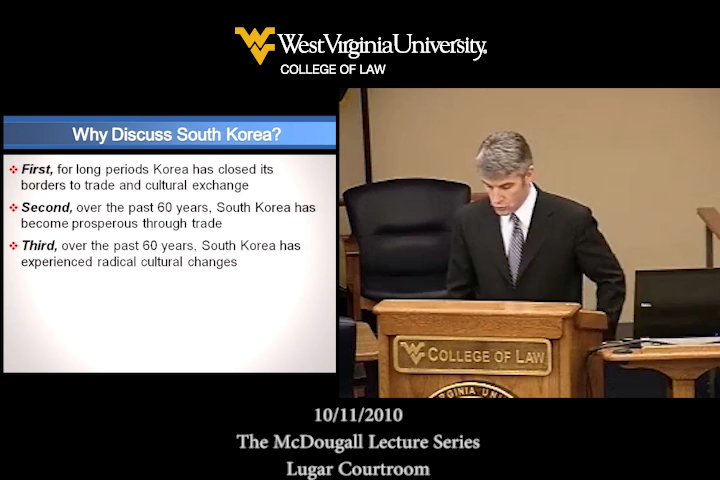 West Virginia University®
COLLEGE OF LAW
Why Discuss South Korea?
First, for long periods Korea has closed its
borders to trade and cultural exchange
Second, over the past 60 years, South Korea has
become prosperous through trade
Third, over the past 60 years, South Korea has
experienced radical cultural changes
COLLEGE OF LAW
10/11/2010
The McDougall Lecture Series
Lugar Courtroom